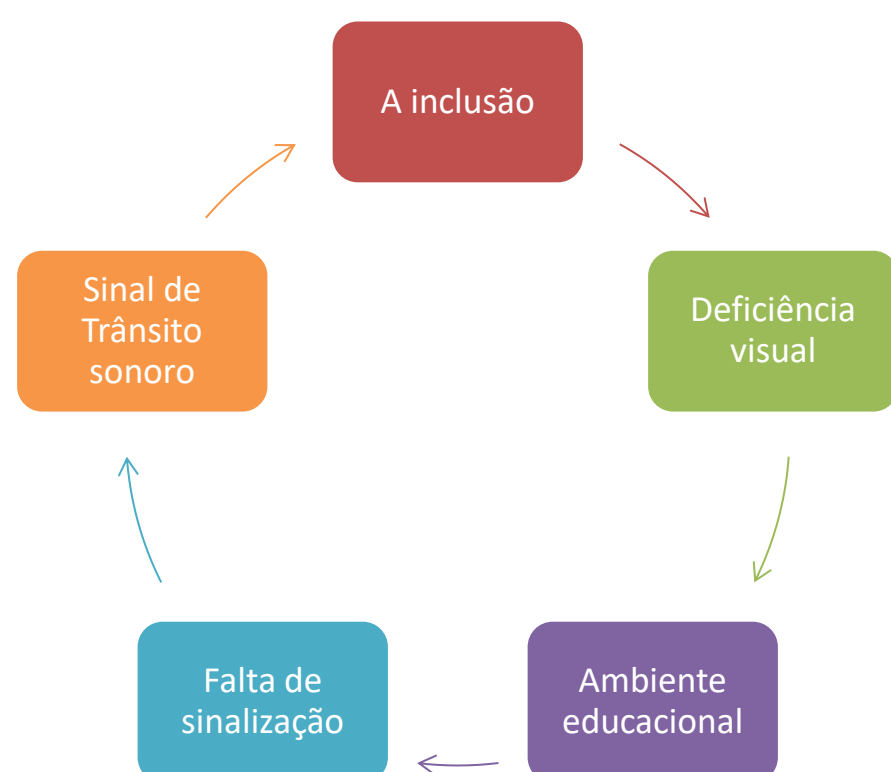 A inclusão
Deficiência
visual
Ambiente
educacional
Falta de
sinalização
Sinal de
Trânsito
sonoro